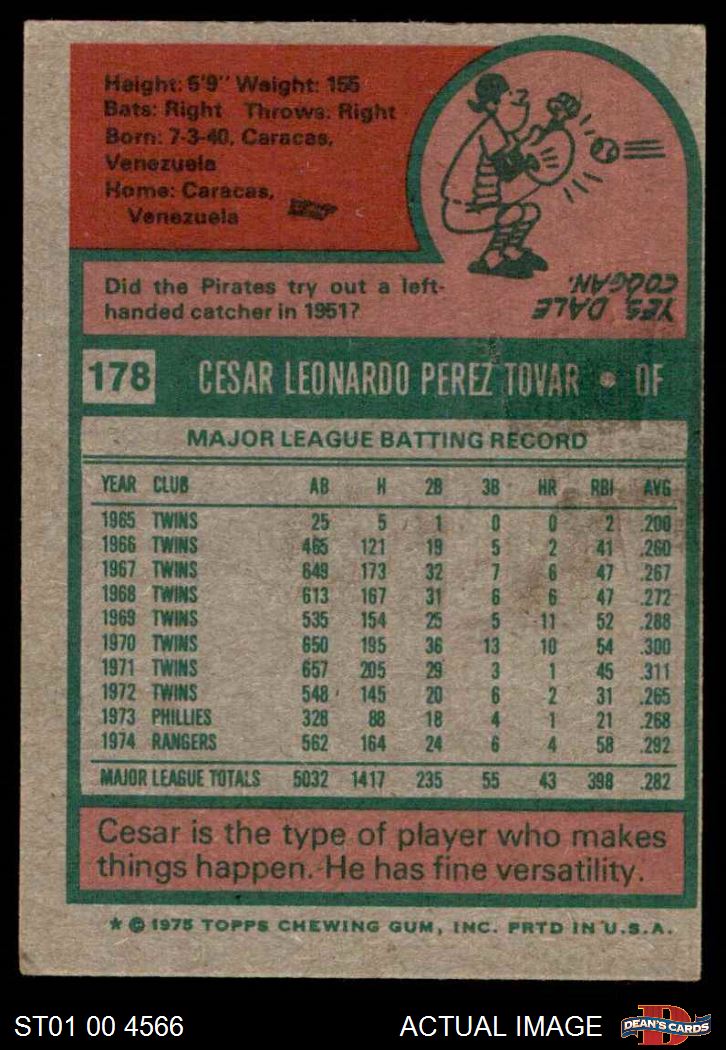 Height: 5'9" Weight: 155
Bats: Right Throws: Right
Born: 7-3-40, Caracas,
Venezuela
Home: Caracas,
Venezuela
Did the Pirates try out a left-
handed catcher in 1951?
YES, DALE
COOGAN.
178 CESAR LEONARDO PEREZ TOVAR • OF
MAJOR LEAGUE BATTING RECORD
YEAR CLUB AB H 2B 3B HR RBI AVG
1965 TWINS 25 5 1 0 0 2 .200
1966 TWINS 465 121 19 5 2 41 .260
1967 TWINS 649 173 32 7 6 47 .267
1968 TWINS 613 167 31 6 6 47 .272
1969 TWINS 535 154 25 5 11 52 .288
1970 TWINS 650 195 36 13 10 54 .300
1971 TWINS 657 205 29 3 1 45 .311
1972 TWINS 548 145 20 6 2 31 .265
1973 PHILLIES 328 88 18 4 1 21 .268
1974 RANGERS 562 164 24 6 4 58 .292
MAJOR LEAGUE TOTALS 5032 1417 235 55 43 398 .282
Cesar is the type of player who makes
things happen. He has fine versatility.
★ © 1975 TOPPS CHEWING GUM, INC. PRTD IN U.S.A.
ST01 00 4566 ACTUAL IMAGE D DEAN'S CARDS